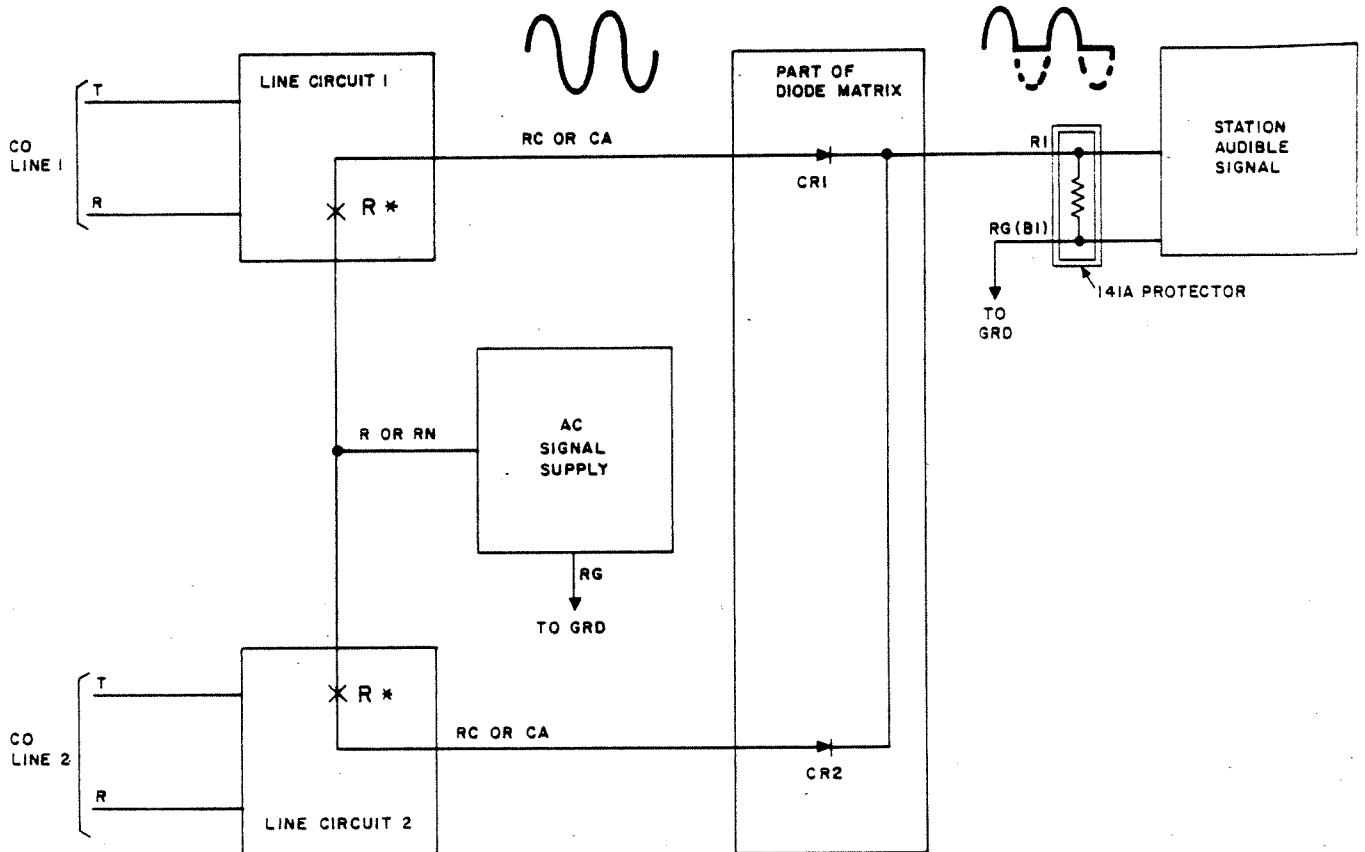 LINE CIRCUIT 1
T
CO
LINE 1
R
R *
RC OR CA
PART OF
DIODE MATRIX
CR1
R1
RG (B1)
STATION
AUDIBLE
SIGNAL
141A PROTECTOR
TO
GRD
R OR RN
AC
SIGNAL
SUPPLY
RG
TO GRD
T
CO
LINE 2
R
R *
RC OR CA
CR2
LINE CIRCUIT 2